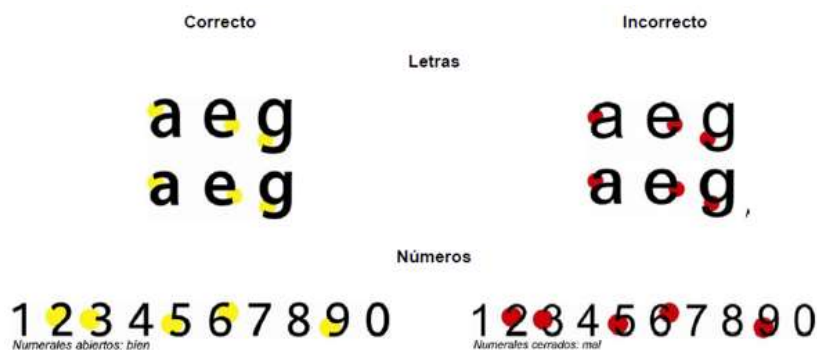 Correcto Incorrecto
Letras
a e g a e g
a e g a e g
Números
1 2 3 4 5 6 7 8 9 0 1 2 3 4 5 6 7 8 9 0
Numerales abiertos: bien Numerales cerrados: mal